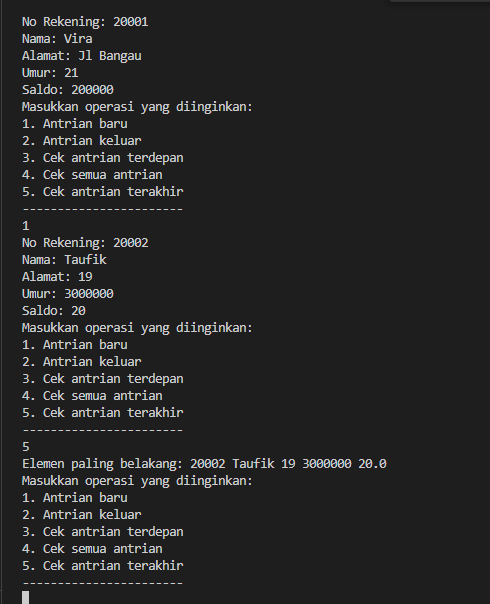 No Rekening: 20001
Nama: Vira
Alamat: Jl Bangau
Umur: 21
Saldo: 200000
Masukkan operasi yang diinginkan:
1. Antrian baru
2. Antrian keluar
3. Cek antrian terdepan
4. Cek semua antrian
5. Cek antrian terakhir
-----------------------
1
No Rekening: 20002
Nama: Taufik
Alamat: 19
Umur: 3000000
Saldo: 20
Masukkan operasi yang diinginkan:
1. Antrian baru
2. Antrian keluar
3. Cek antrian terdepan
4. Cek semua antrian
5. Cek antrian terakhir
-----------------------
5
Elemen paling belakang: 20002 Taufik 19 3000000 20.0
Masukkan operasi yang diinginkan:
1. Antrian baru
2. Antrian keluar
3. Cek antrian terdepan
4. Cek semua antrian
5. Cek antrian terakhir
-----------------------